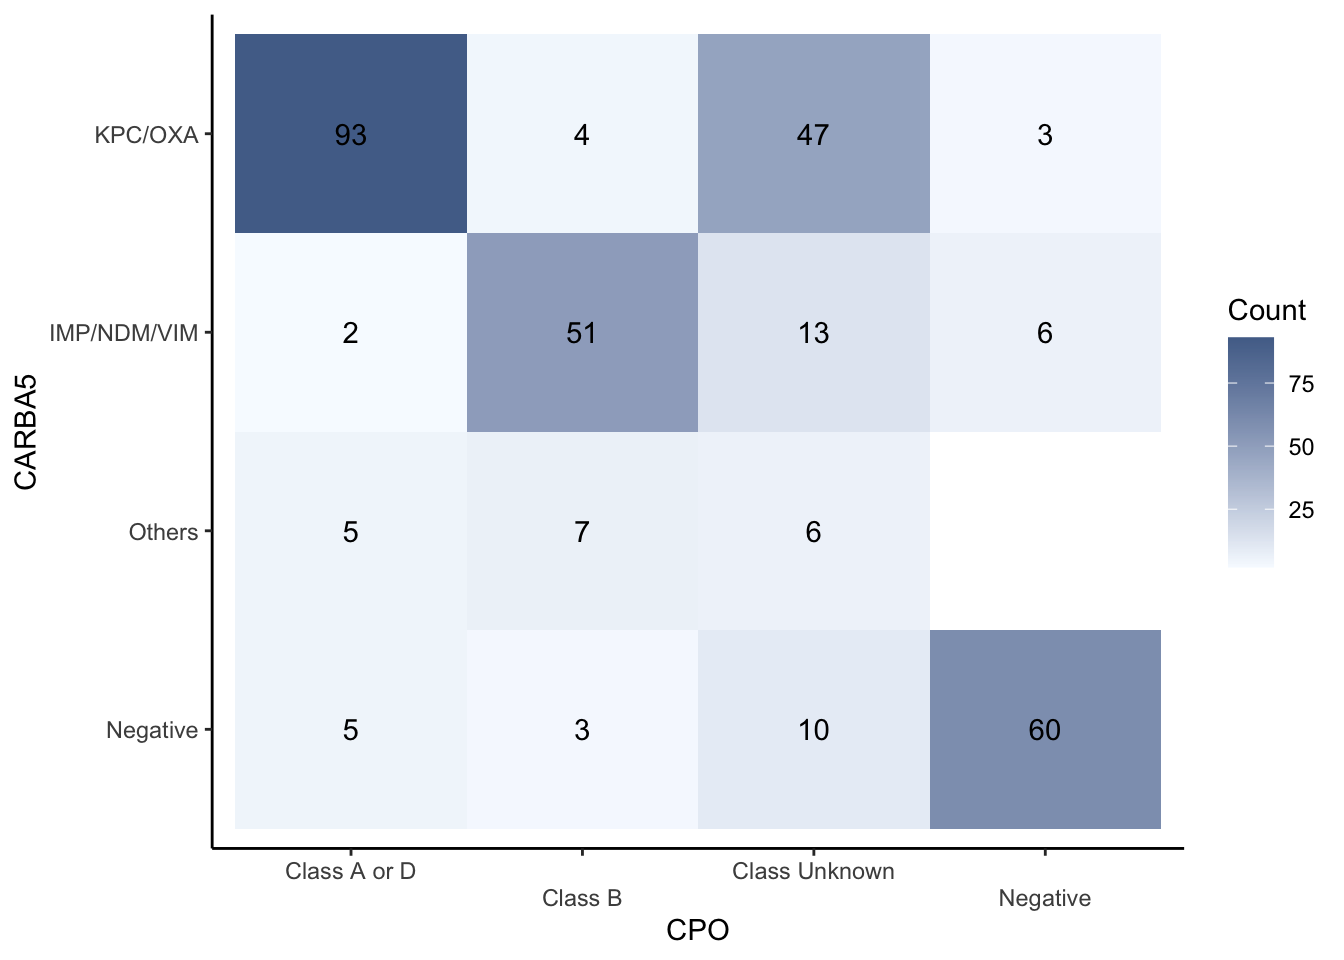 KPC/OXA
93
4
47
3
IMP/NDM/VIM
2
51
13
6
Others
5
7
6
Negative
5
3
10
60
CARBA5
Class A or D
Class B
Class Unknown
Negative
CPO
Count
75
50
25